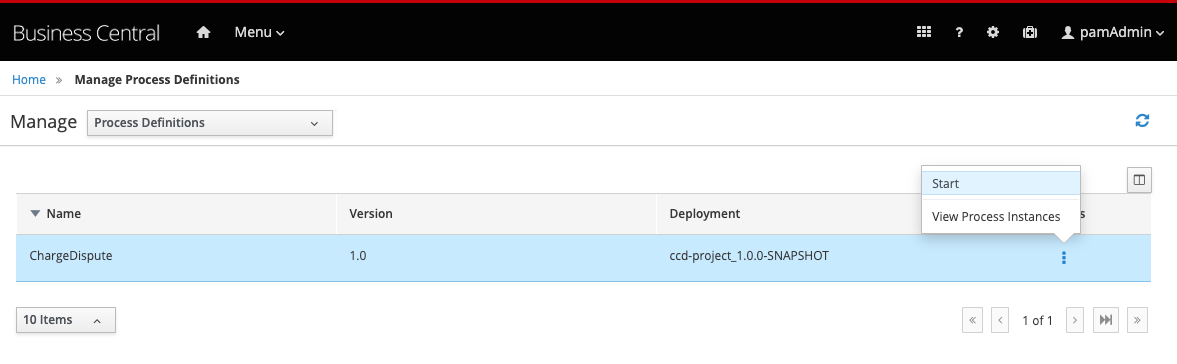 Business Central Menu ? pamAdmin
Home » Manage Process Definitions
Manage Process Definitions
Start
View Process Instances
Name Version Deployment s
ChargeDispute 1.0 ccd-project_1.0.0-SNAPSHOT
10 Items « ‹ 1 of 1 › »